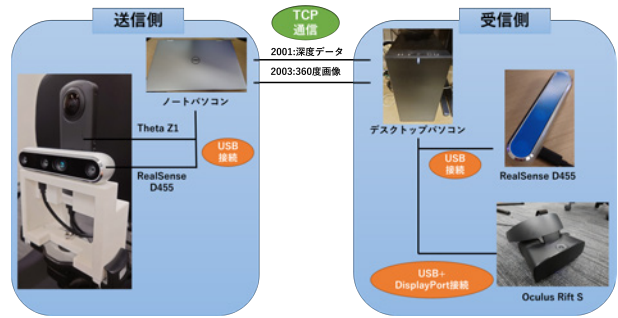 送信側
TCP
通信
受信側
2001:深度データ
2003:360度画像
ノートパソコン
デスクトップパソコン
Theta Z1
USB
接続
RealSense
D455
USB
接続
RealSense D455
USB+
DisplayPort接続
Oculus Rift S